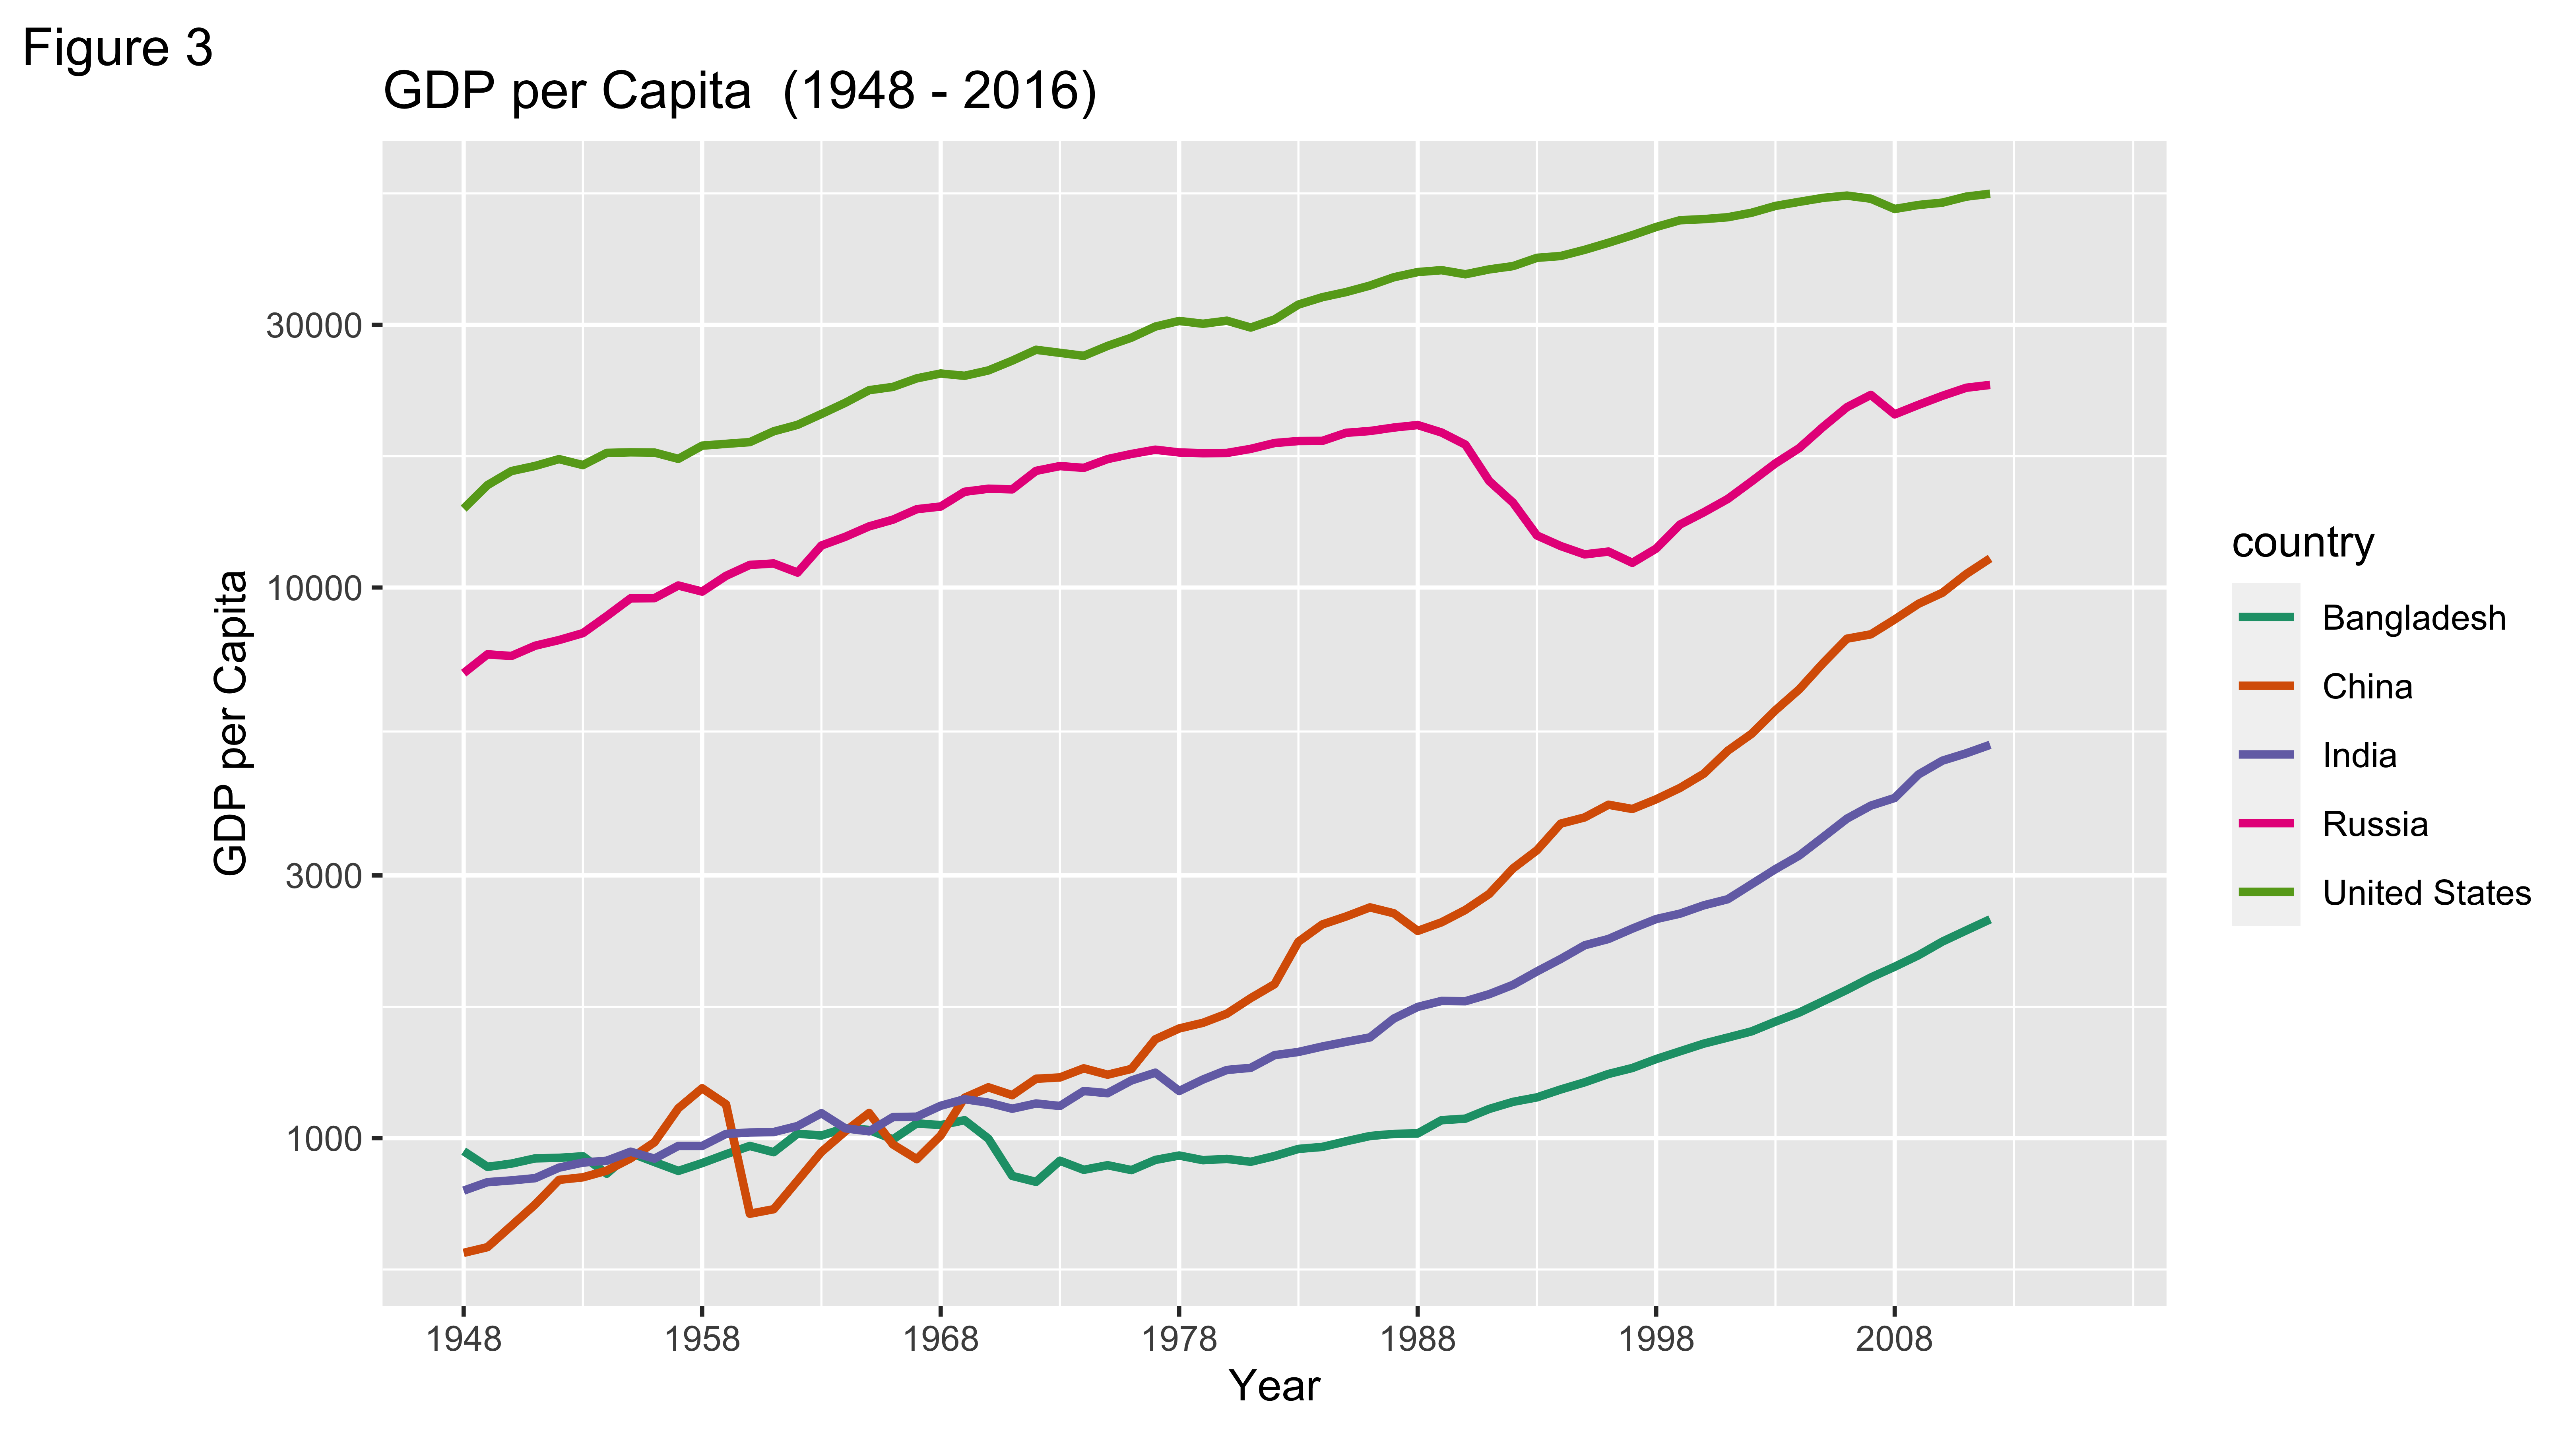 Figure 3
GDP per Capita  (1948 - 2016)
GDP per Capita
30000
10000
3000
1000
1948
1958
1968
1978
1988
1998
2008
Year
country
Bangladesh
China
India
Russia
United States